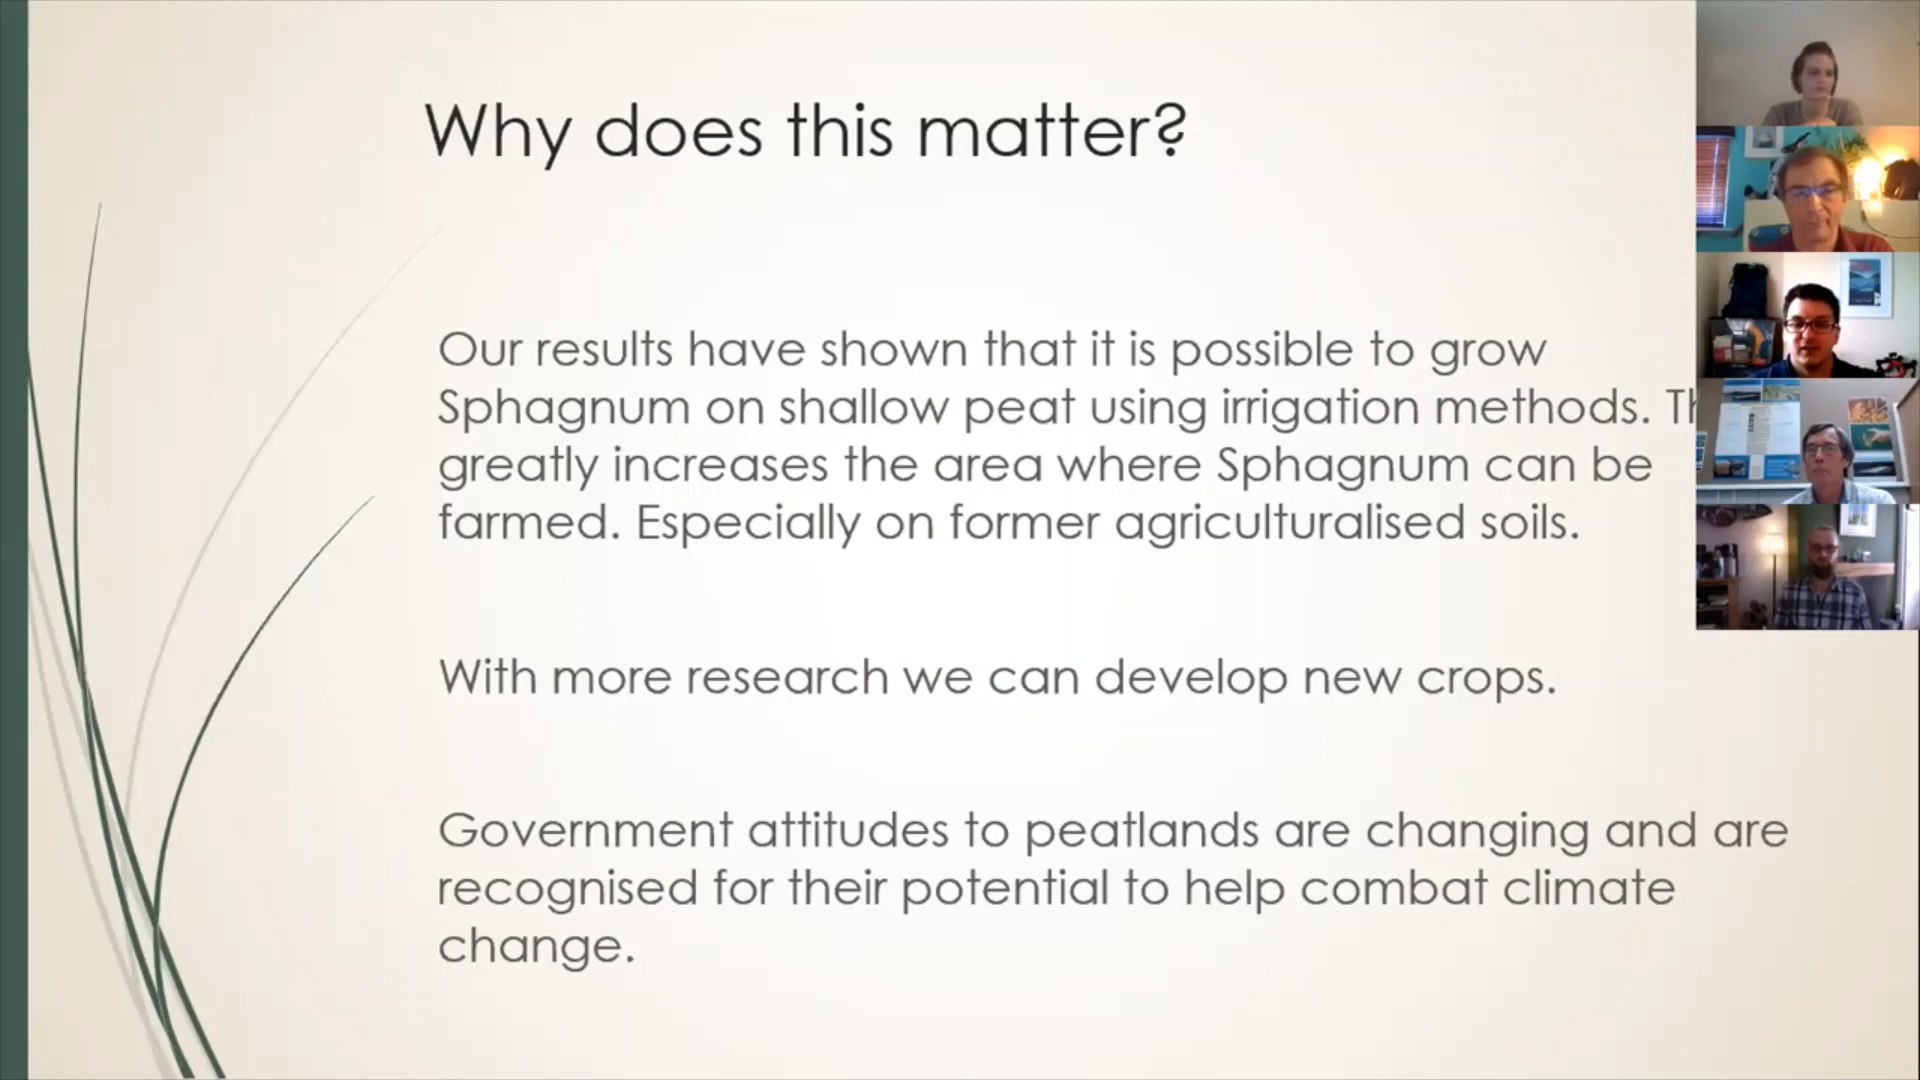 Why does this matter?
Our results have shown that it is possible to grow
Sphagnum on shallow peat using irrigation methods.
greatly increases the area where Sphagnum can be
farmed. Especially on former agriculturalised soils.
With more research we can develop new crops.
Government attitudes to peatlands are changing and are
recognised for their potential to help combat climate
change.